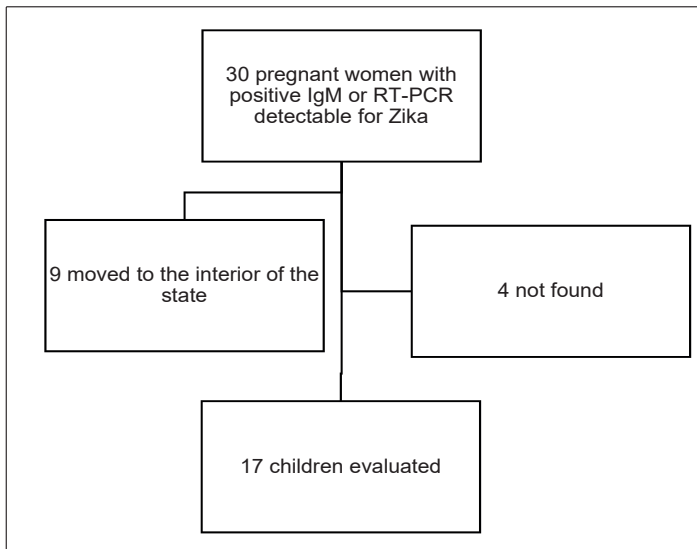 30 pregnant women with
positive IgM or RT-PCR
detectable for Zika
9 moved to the interior of the
state
4 not found
17 children evaluated